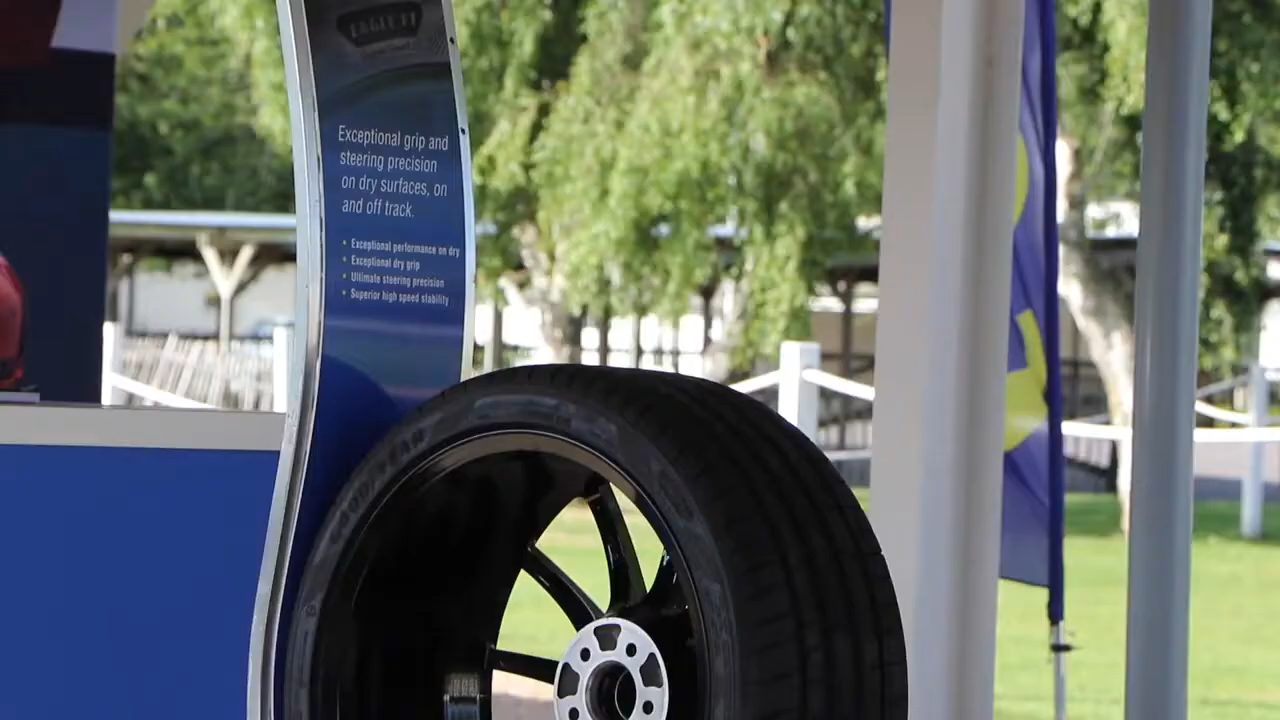 Exceptional grip and
steering precision
on dry surfaces, on
and off track.
• Exceptional performance on dry
• Exceptional dry grip
• Ultimate steering precision
• Superior high speed stability
GOODYEAR